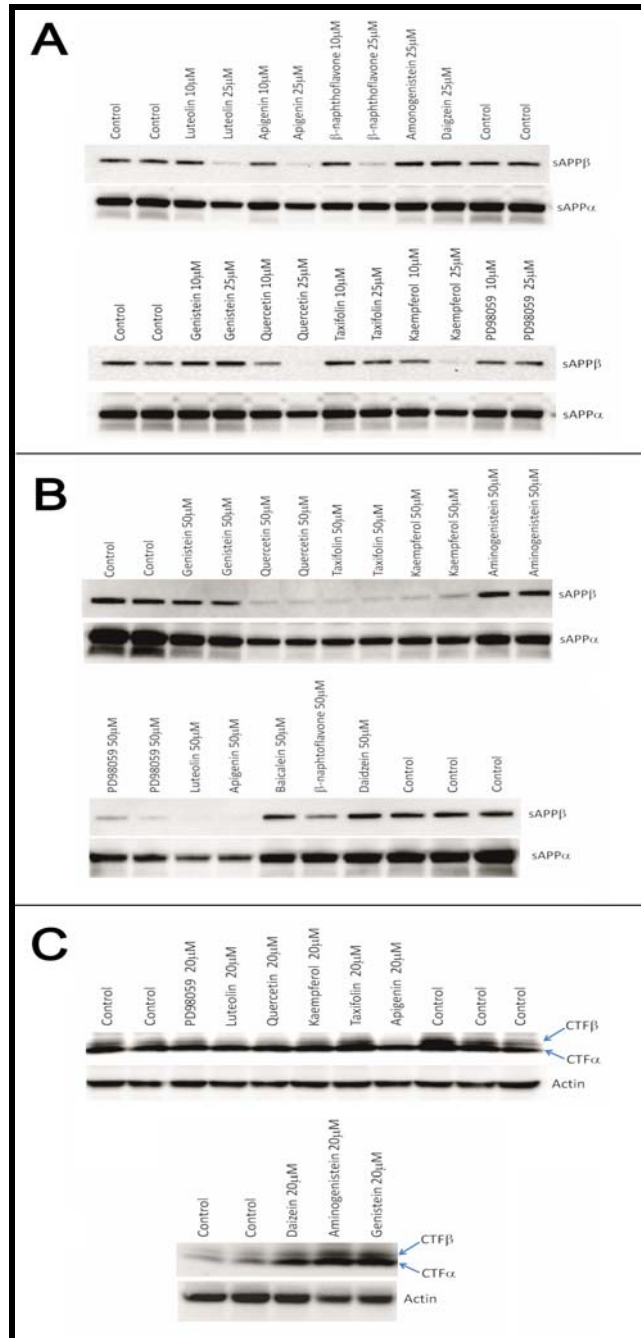 A
Control
Control
Luteolin 10μM
Luteolin 25μM
Apigenin 10μM
Apigenin 25μM
β-naphthoflavone 10μM
β-naphthoflavone 25μM
Amonogenistein 25μM
Daigzein 25μM
Control
Control
sAPPβ
sAPPα
Control
Control
Genistein 10μM
Genistein 25μM
Quercetin 10μM
Quercetin 25μM
Taxifolin 10μM
Taxifolin 25μM
Kaempferol 10μM
Kaempferol 25μM
PD98059 10μM
PD98059 25μM
sAPPβ
sAPPα
B
Control
Control
Genistein 50μM
Genistein 50μM
Quercetin 50μM
Quercetin 50μM
Taxifolin 50μM
Taxifolin 50μM
Kaempferol 50μM
Kaempferol 50μM
Aminogenistein 50μM
Aminogenistein 50μM
sAPPβ
sAPPα
PD98059 50μM
PD98059 50μM
Luteolin 50μM
Apigenin 50μM
Baicalein 50μM
β-naphtoflavone 50μM
Daidzein 50μM
Control
Control
Control
sAPPβ
sAPPα
C
Control
Control
PD98059 20μM
Luteolin 20μM
Quercetin 20μM
Kaempferol 20μM
Taxifolin 20μM
Apigenin 20μM
Control
Control
Control
CTFβ
CTFα
Actin
Control
Control
Daizein 20μM
Aminogenistein 20μM
Genistein 20μM
CTFβ
CTFα
Actin